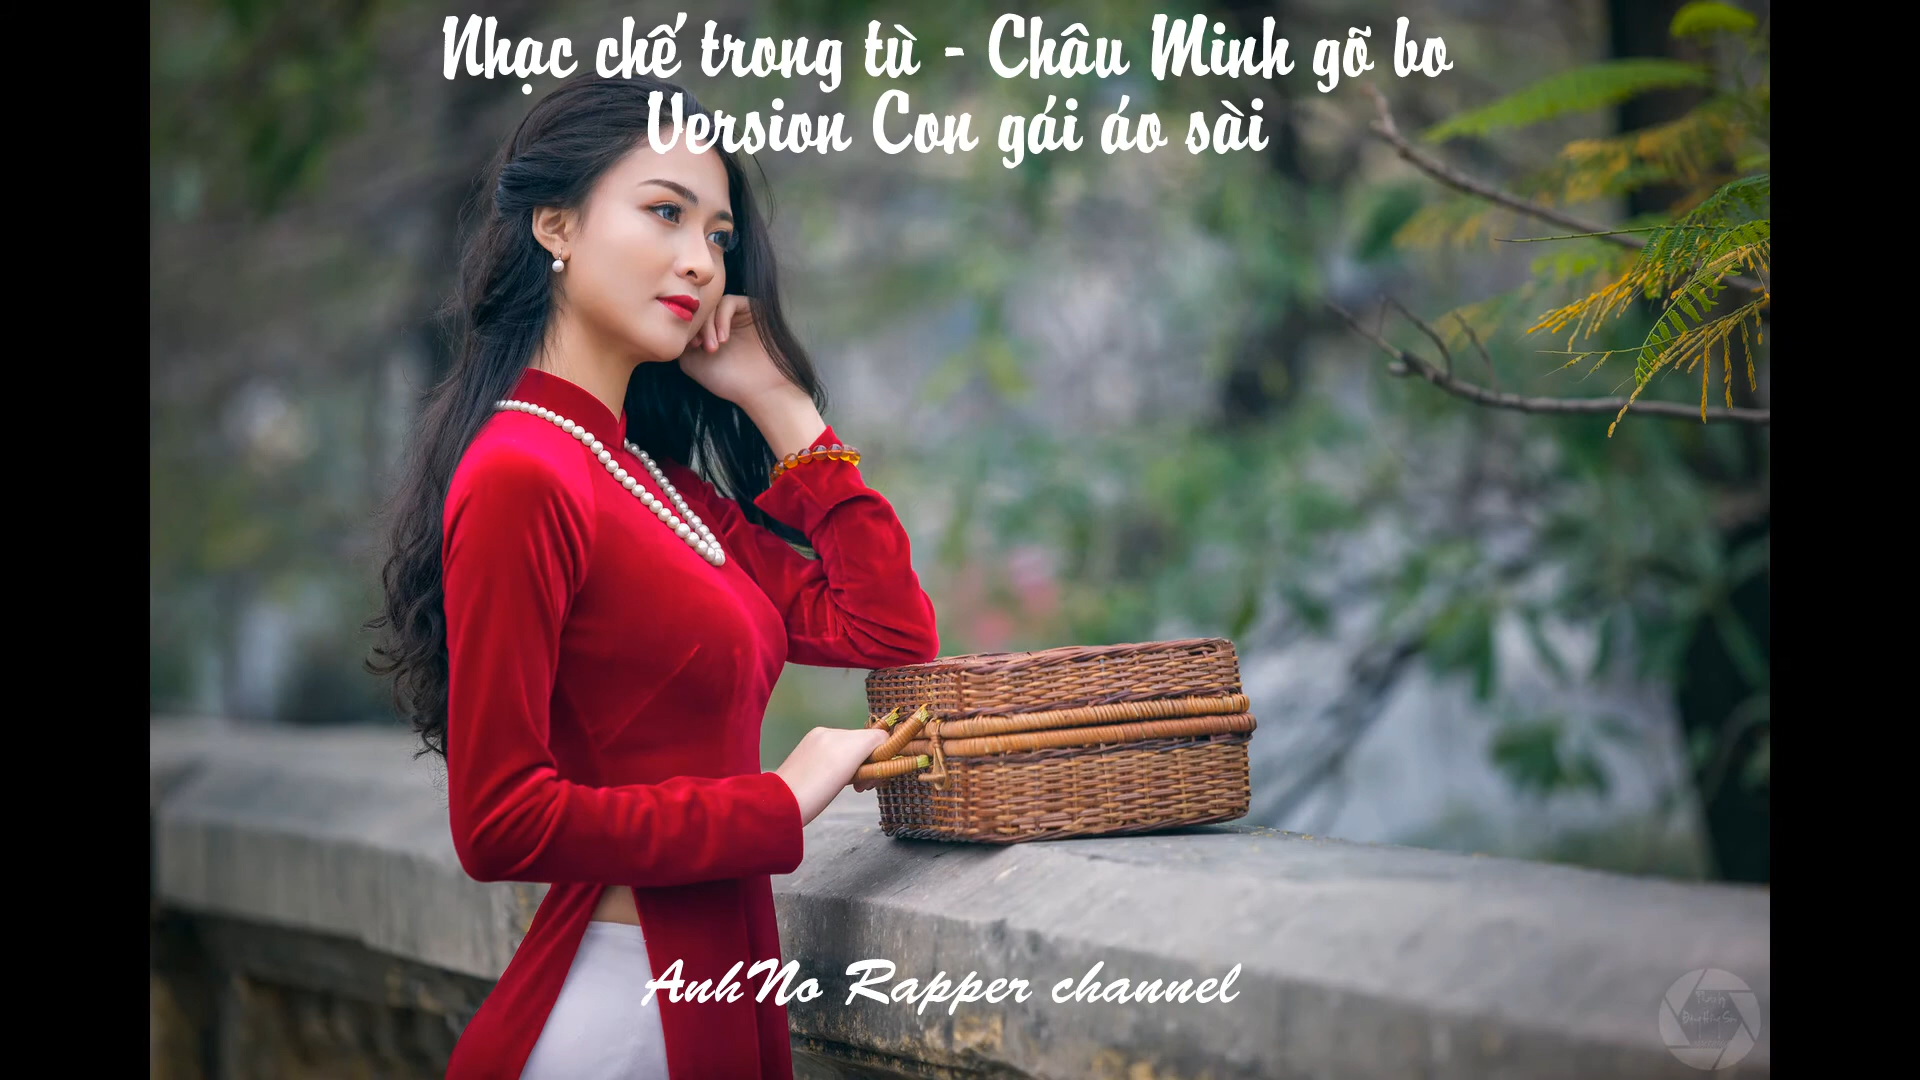 Nhạc chế trong tù - Châu Minh gõ bo
Version Con gái áo sài
AnhNo Rapper channel